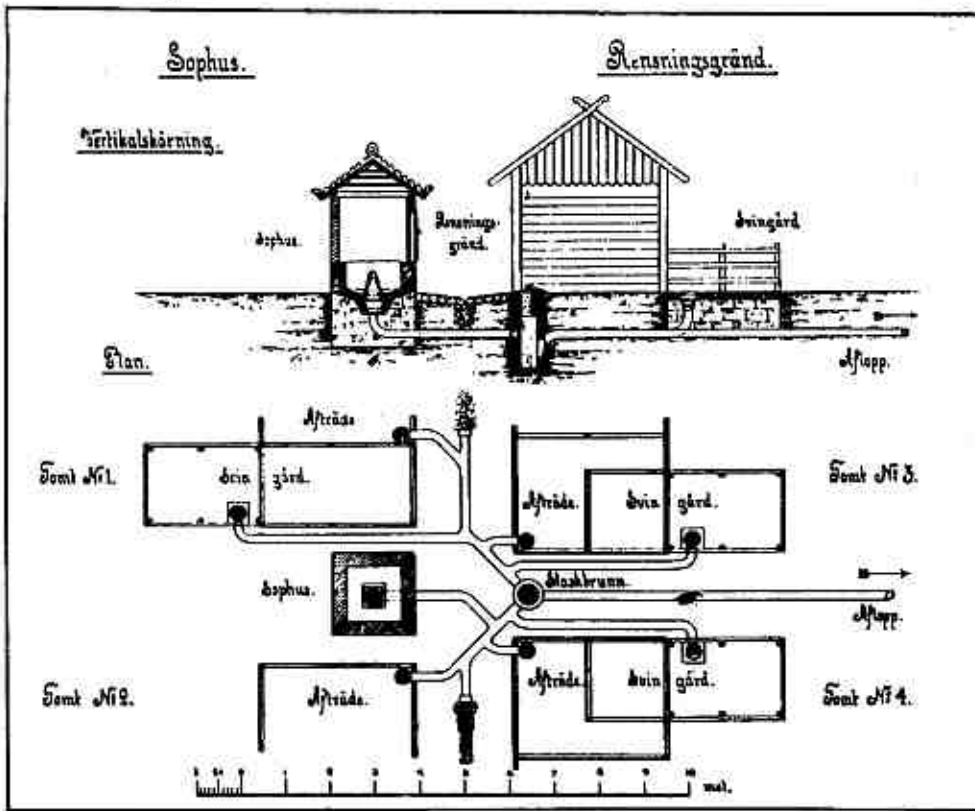 Sophus.
Rensningsgränd.
Vertikalskärning.
Sophus.
Rensnings-
gränd.
Svingård
Aflopp.
Plan.
Afträde
Tomt No 1.
Svin gård.
Afträde.
Svin gård.
Tomt No 3.
Sophus.
Slaskbrunn.
Aflopp.
Tomt No 2.
Afträde.
Afträde.
Svin gård.
Tomt No 4.
0 1 2 3 4 5 6 7 8 9 10 met.